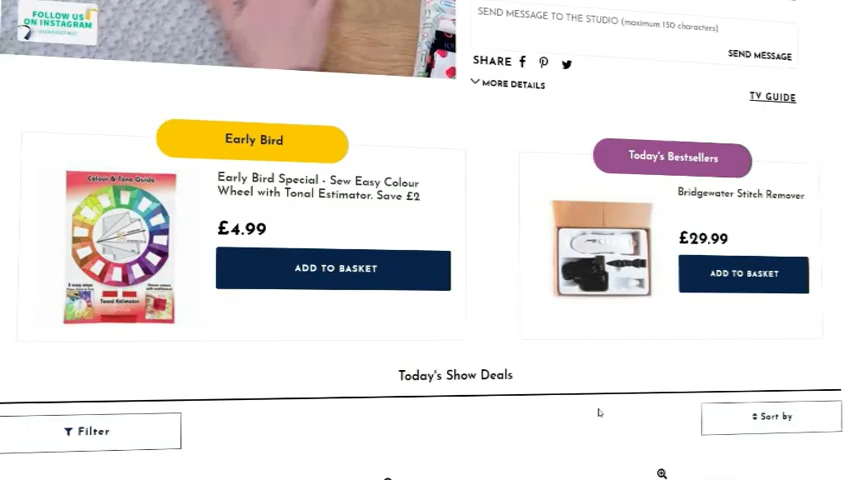 FOLLOW US
ON INSTAGRAM
SEND MESSAGE TO THE STUDIO (maximum 150 characters)
SEND MESSAGE
SHARE
MORE DETAILS
TV GUIDE
Early Bird
Today's Bestsellers
Colour & Tone Guide
Early Bird Special - Sew Easy Colour
Wheel with Tonal Estimator. Save £2
£4.99
ADD TO BASKET
Tonal Estimator
Bridgewater Stitch Remover
£29.99
ADD TO BASKET
Today's Show Deals
Filter
Sort by